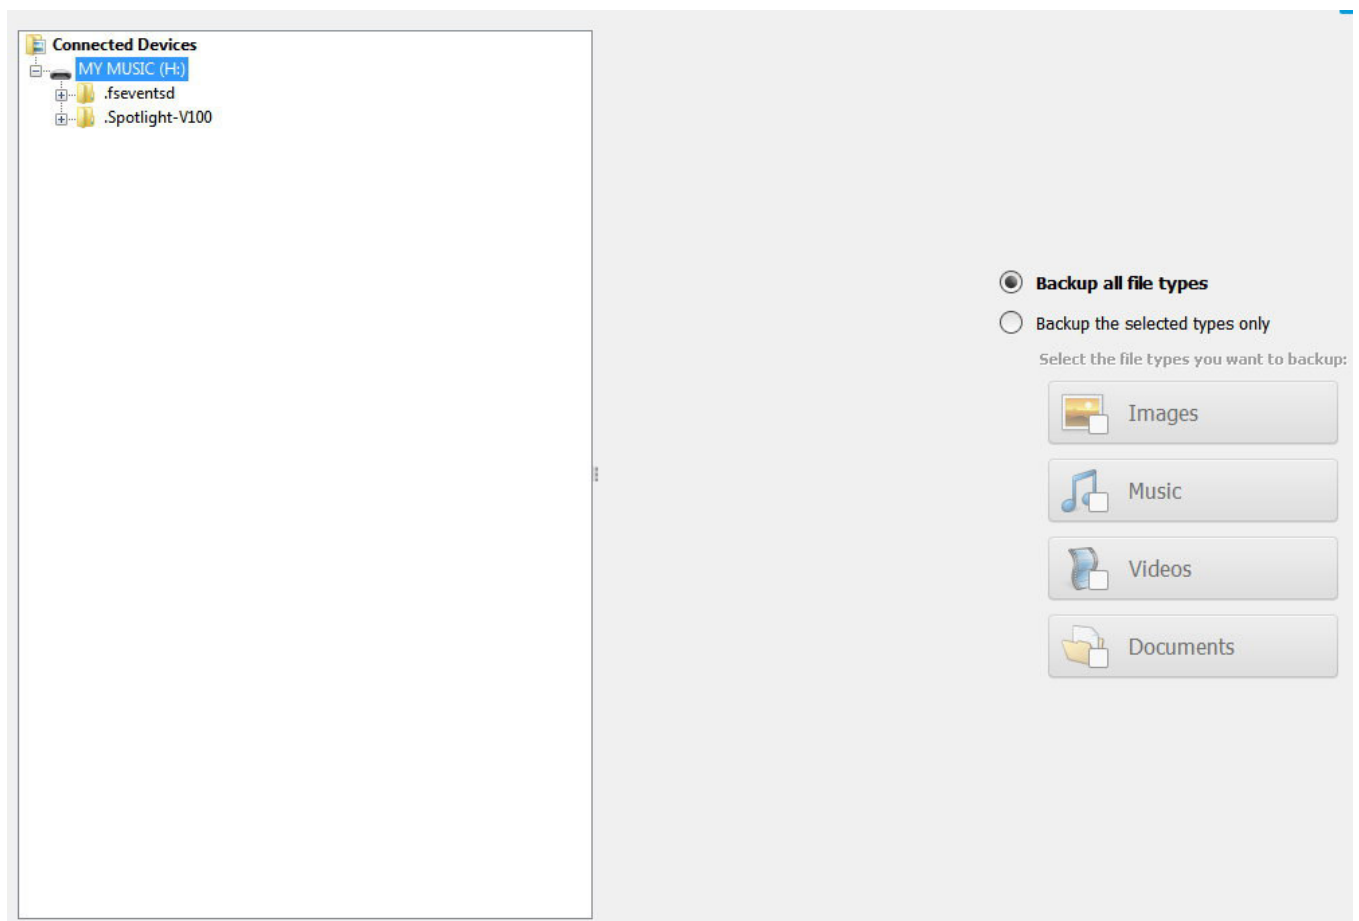 Connected Devices
MY MUSIC (H:)
.fseventsd
.Spotlight-V100
Backup all file types
Backup the selected types only
Select the file types you want to backup:
Images
Music
Videos
Documents